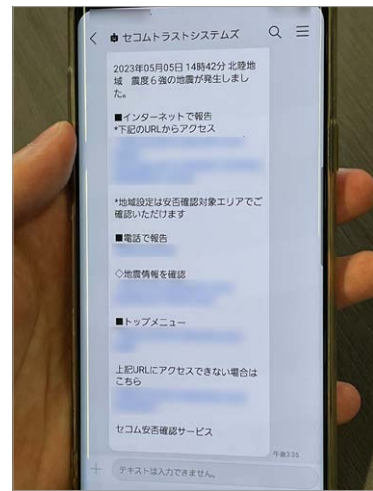 セコムトラストシステムズ
2023年05月05日 14時42分 北陸地
域　震度6強の地震が発生しまし
た。
■インターネットで報告
*下記のURLからアクセス
*地域設定は安否確認対象エリアでご
確認いただけます
■電話で報告
◇地震情報を確認
■トップメニュー
上記URLにアクセスできない場合は
こちら
セコム安否確認サービス
午後3:35
テキストは入力できません。